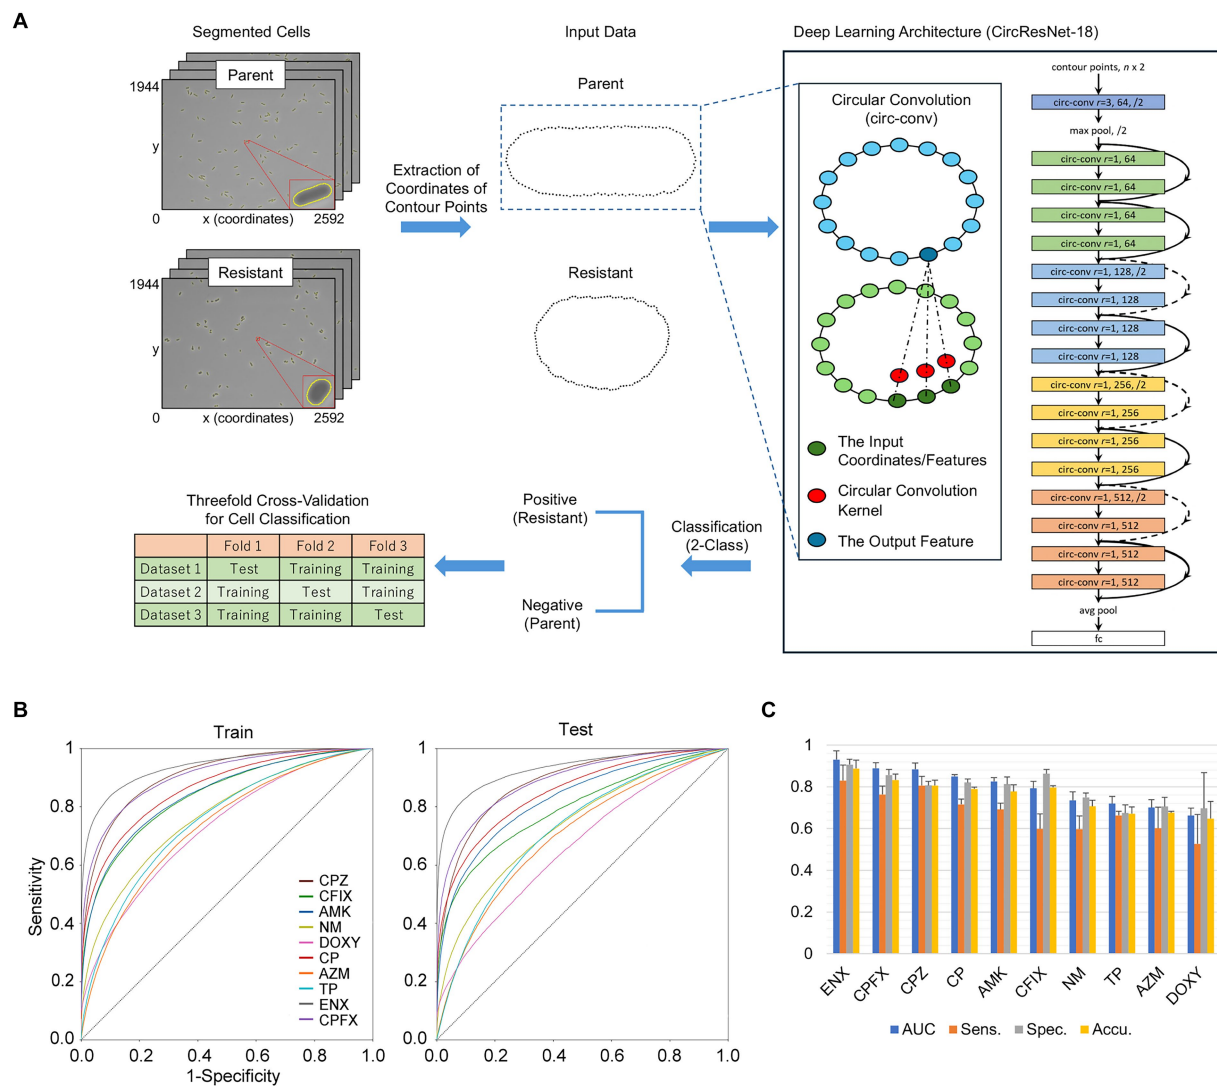 A
Segmented Cells
Parent
1944
y
0
x (coordinates)
2592
Resistant
1944
y
0
x (coordinates)
2592
Extraction of
Coordinates of
Contour Points
Input Data
Parent
Resistant
Deep Learning Architecture (CircResNet-18)
Circular Convolution
(circ-conv)
The Input
Coordinates/Features
Circular Convolution
Kernel
The Output Feature
contour points, n x 2
circ-conv r=3, 64, /2
max pool, /2
circ-conv r=1, 64
circ-conv r=1, 64
circ-conv r=1, 64
circ-conv r=1, 64
circ-conv r=1, 128, /2
circ-conv r=1, 128
circ-conv r=1, 128
circ-conv r=1, 128
circ-conv r=1, 256, /2
circ-conv r=1, 256
circ-conv r=1, 256
circ-conv r=1, 256
circ-conv r=1, 512, /2
circ-conv r=1, 512
circ-conv r=1, 512
circ-conv r=1, 512
avg pool
fc
Classification
(2-Class)
Positive
(Resistant)
Negative
(Parent)
Threefold Cross-Validation
for Cell Classification
Fold 1 Fold 2 Fold 3
Dataset 1 Test Training Training
Dataset 2 Training Test Training
Dataset 3 Training Training Test
B
Train
Sensitivity
1
0.8
0.6
0.4
0.2
0.0
0.0 0.2 0.4 0.6 0.8 1.0
CPZ
CFIX
AMK
NM
DOXY
CP
AZM
TP
ENX
CPFX
1-Specificity
Test
1
0.8
0.6
0.4
0.2
0.0
0.0 0.2 0.4 0.6 0.8 1.0
C
1
0.8
0.6
0.4
0.2
0
ENX CPFX CPZ CP AMK CFIX NM TP AZM DOXY
AUC Sens. Spec. Accu.